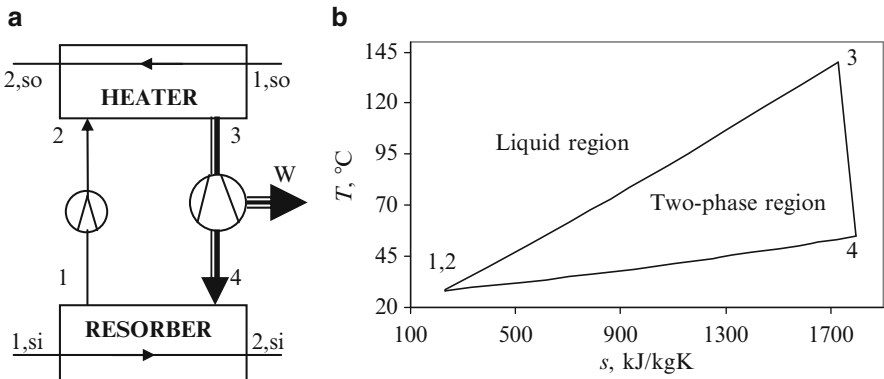 a
2,so
1,so
HEATER
2
3
W
1
4
RESORBER
1,si
2,si
b
145
120
95
70
45
20
T, °C
Liquid region
Two-phase region
3
4
1,2
100
500
900
1300
1700
s, kJ/kgK